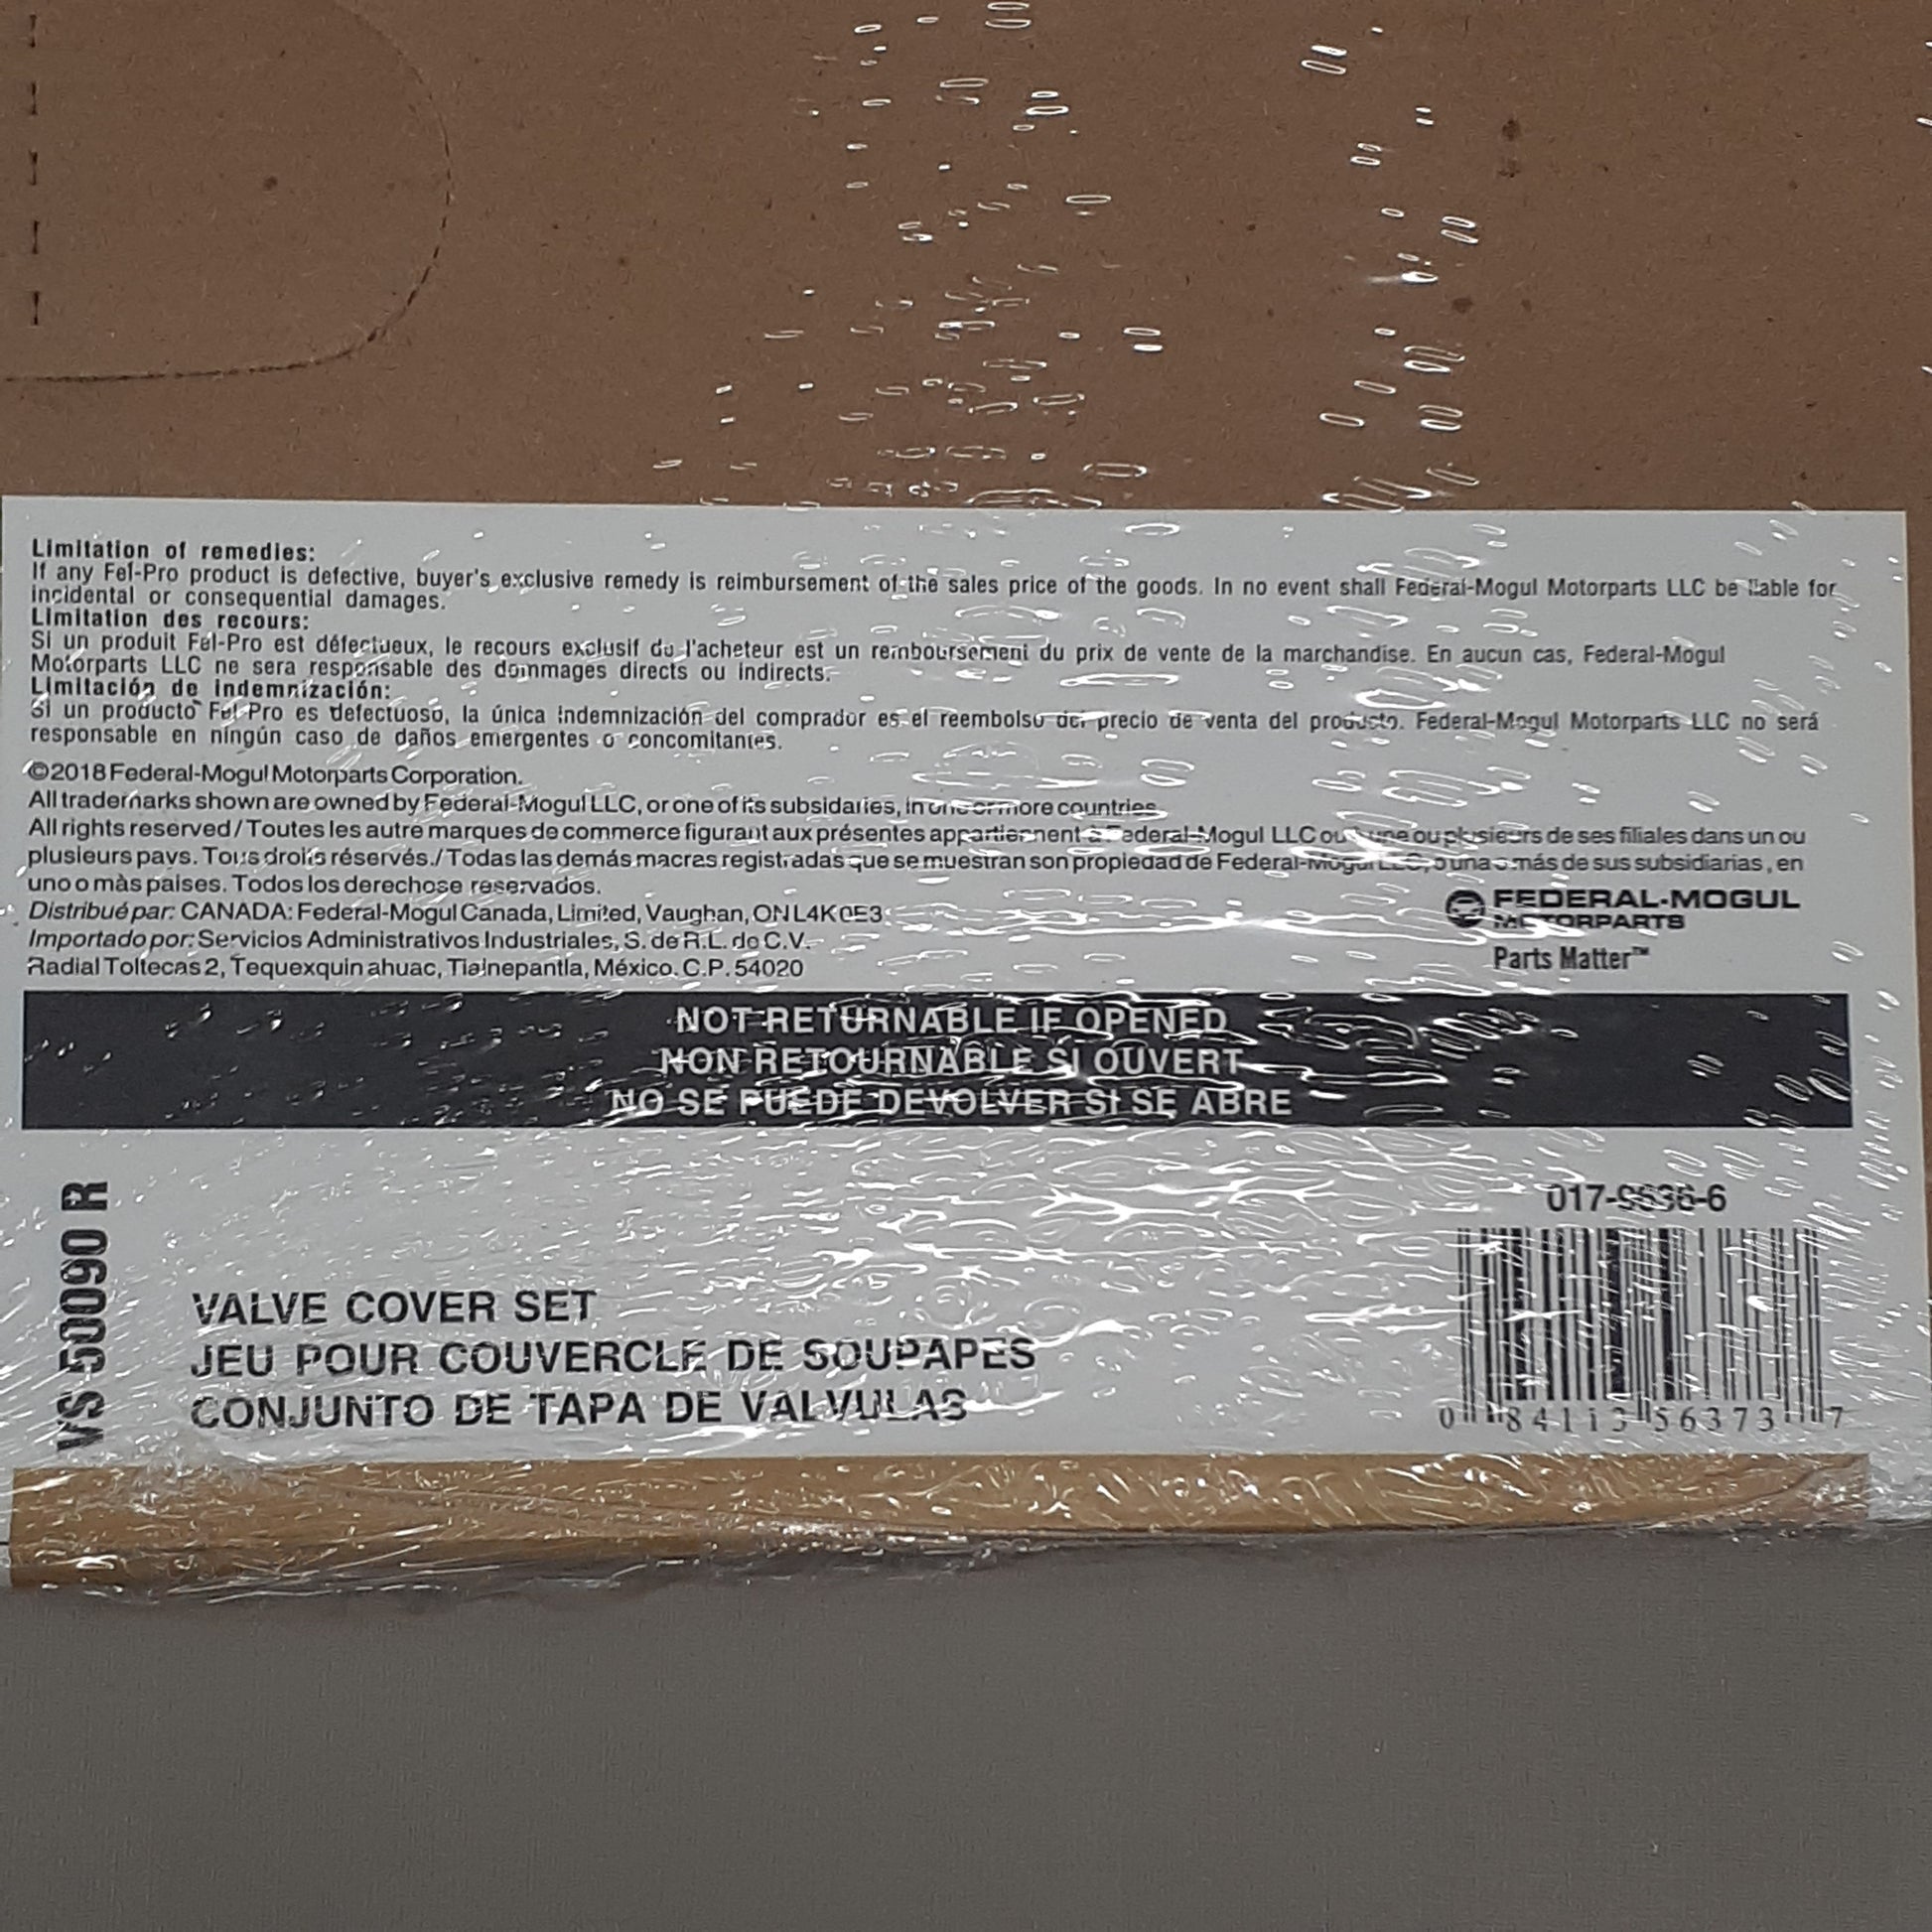 Limitation of remedies:
If any Fel-Pro product is defective, buyer's exclusive remedy is reimbursement of the sales price of the goods. In no event shall Federal-Mogul Motorparts LLC be liable for
incidental or consequential damages.
Limitation des recours:
Si un produit Fel-Pro est défectueux, le recours exclusif du l'acheteur est un remboursement du prix de vente de la marchandise. En aucun cas, Federal-Mogul
Motorparts LLC ne sera responsable des dommages directs ou indirects.
Limitación de indemnización:
Si un producto Fel-Pro es defectuoso, la única indemnización del comprador es el reembolso del precio de venta del producto. Federal-Mogul Motorparts LLC no será
responsable en ningún caso de daños emergentes o concomitantes.
©2018 Federal-Mogul Motorparts Corporation.
All trademarks shown are owned by Federal-Mogul LLC, or one of its subsidaries, in one or more countries.
All rights reserved / Toutes les autre marques de commerce figurant aux présentes appartiennent à Federal-Mogul LLC ou une ou plusieurs de ses filiales dans un ou
plusieurs pays. Tous droits réservés./ Todas las demás macras registradas que se muestran son propiedad de Federal-Mogul LLC, o una o más de sus subsidiarias, en
uno o màs paises. Todos los derechose reservados.
Distribué par: CANADA: Federal-Mogul Canada, Limited, Vaughan, ON L4K 0E3
Importado por: Servicios Administrativos Industriales, S. de R.L. de C.V.
Radial Toltecas 2, Tequexquinahuac, Tlalnepantla, México. C.P. 54020
FEDERAL-MOGUL
MOTORPARTS
Parts Matter™
NOT RETURNABLE IF OPENED
NON RETOURNABLE SI OUVERT
NO SE PUEDE DEVOLVER SI SE ABRE
VS 50090 R
VALVE COVER SET
JEU POUR COUVERCLE DE SOUPAPES
CONJUNTO DE TAPA DE VALVULAS
0 84113 56373 7